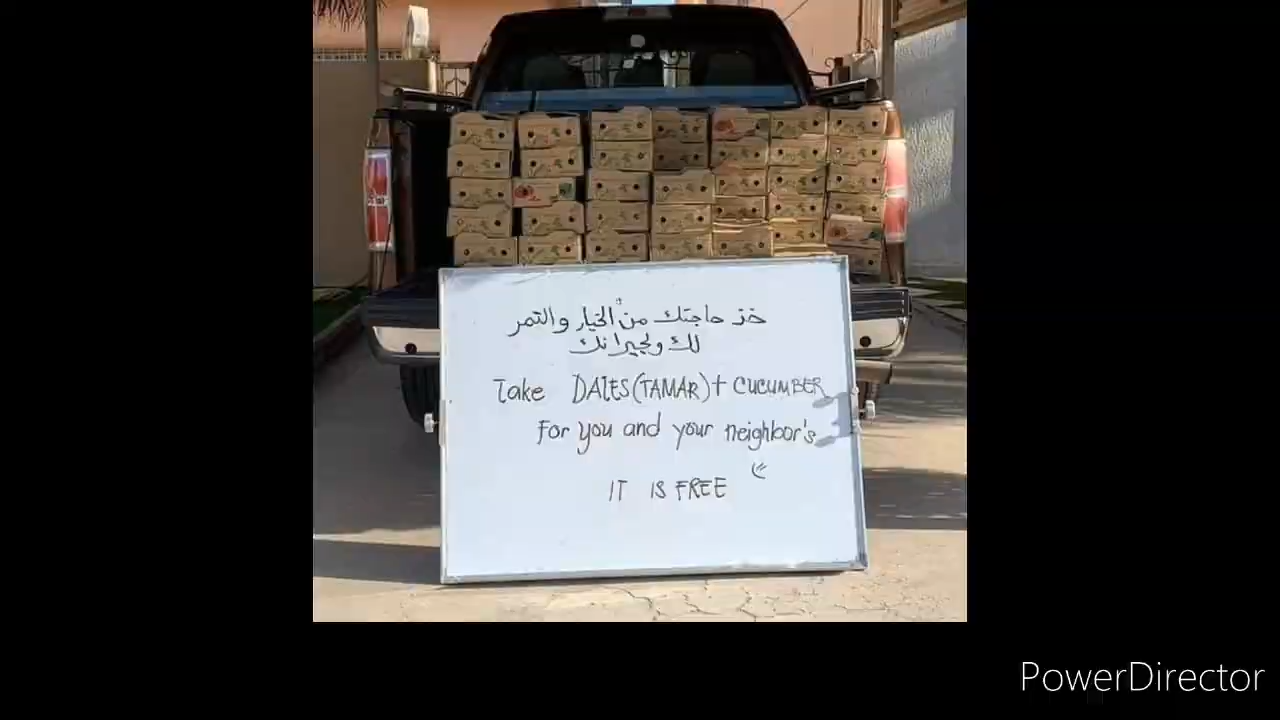 خذ حاجتك من الخيار والتمر
لك ولجيرانك
Take DATES(TAMAR)+ CUCUMBER
For you and your neighbor's
IT IS FREE
PowerDirector